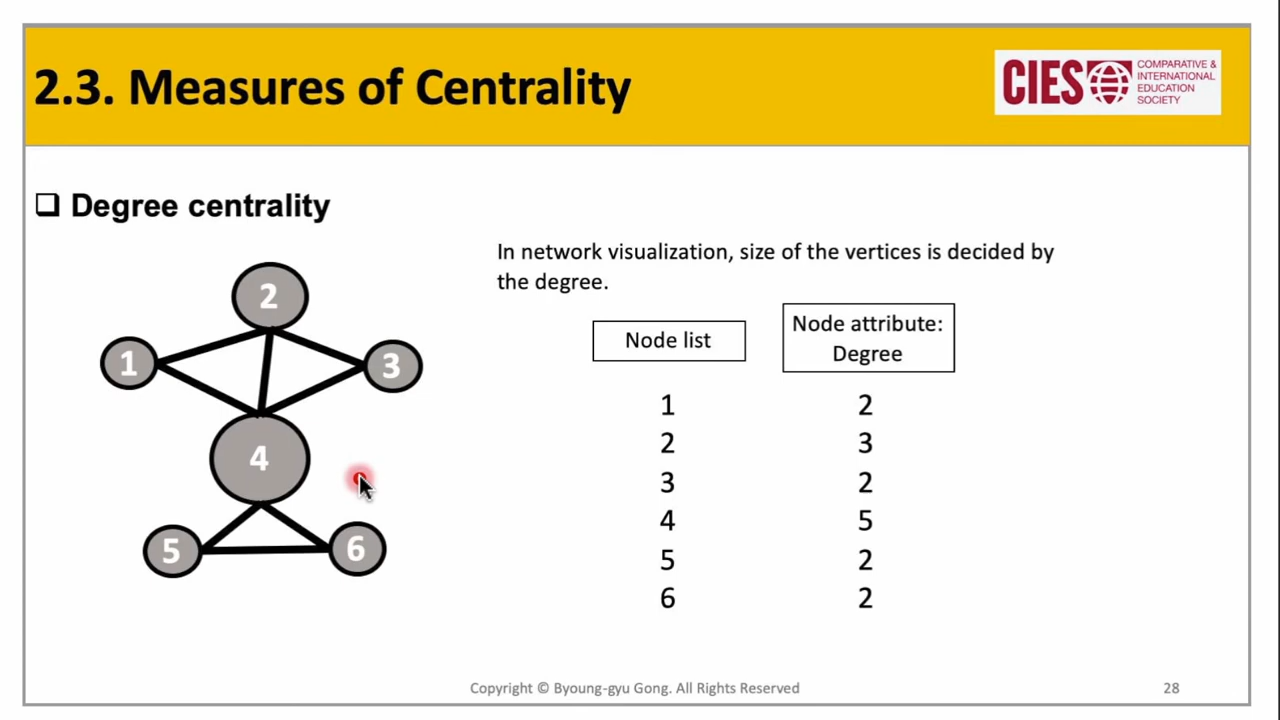 2.3. Measures of Centrality
CIES
COMPARATIVE &
INTERNATIONAL
EDUCATION
SOCIETY
Degree centrality
In network visualization, size of the vertices is decided by
the degree.
2
1
3
4
5
6
Node list
Node attribute:
Degree
1 2
2 3
3 2
4 5
5 2
6 2
Copyright © Byoung-gyu Gong. All Rights Reserved
28